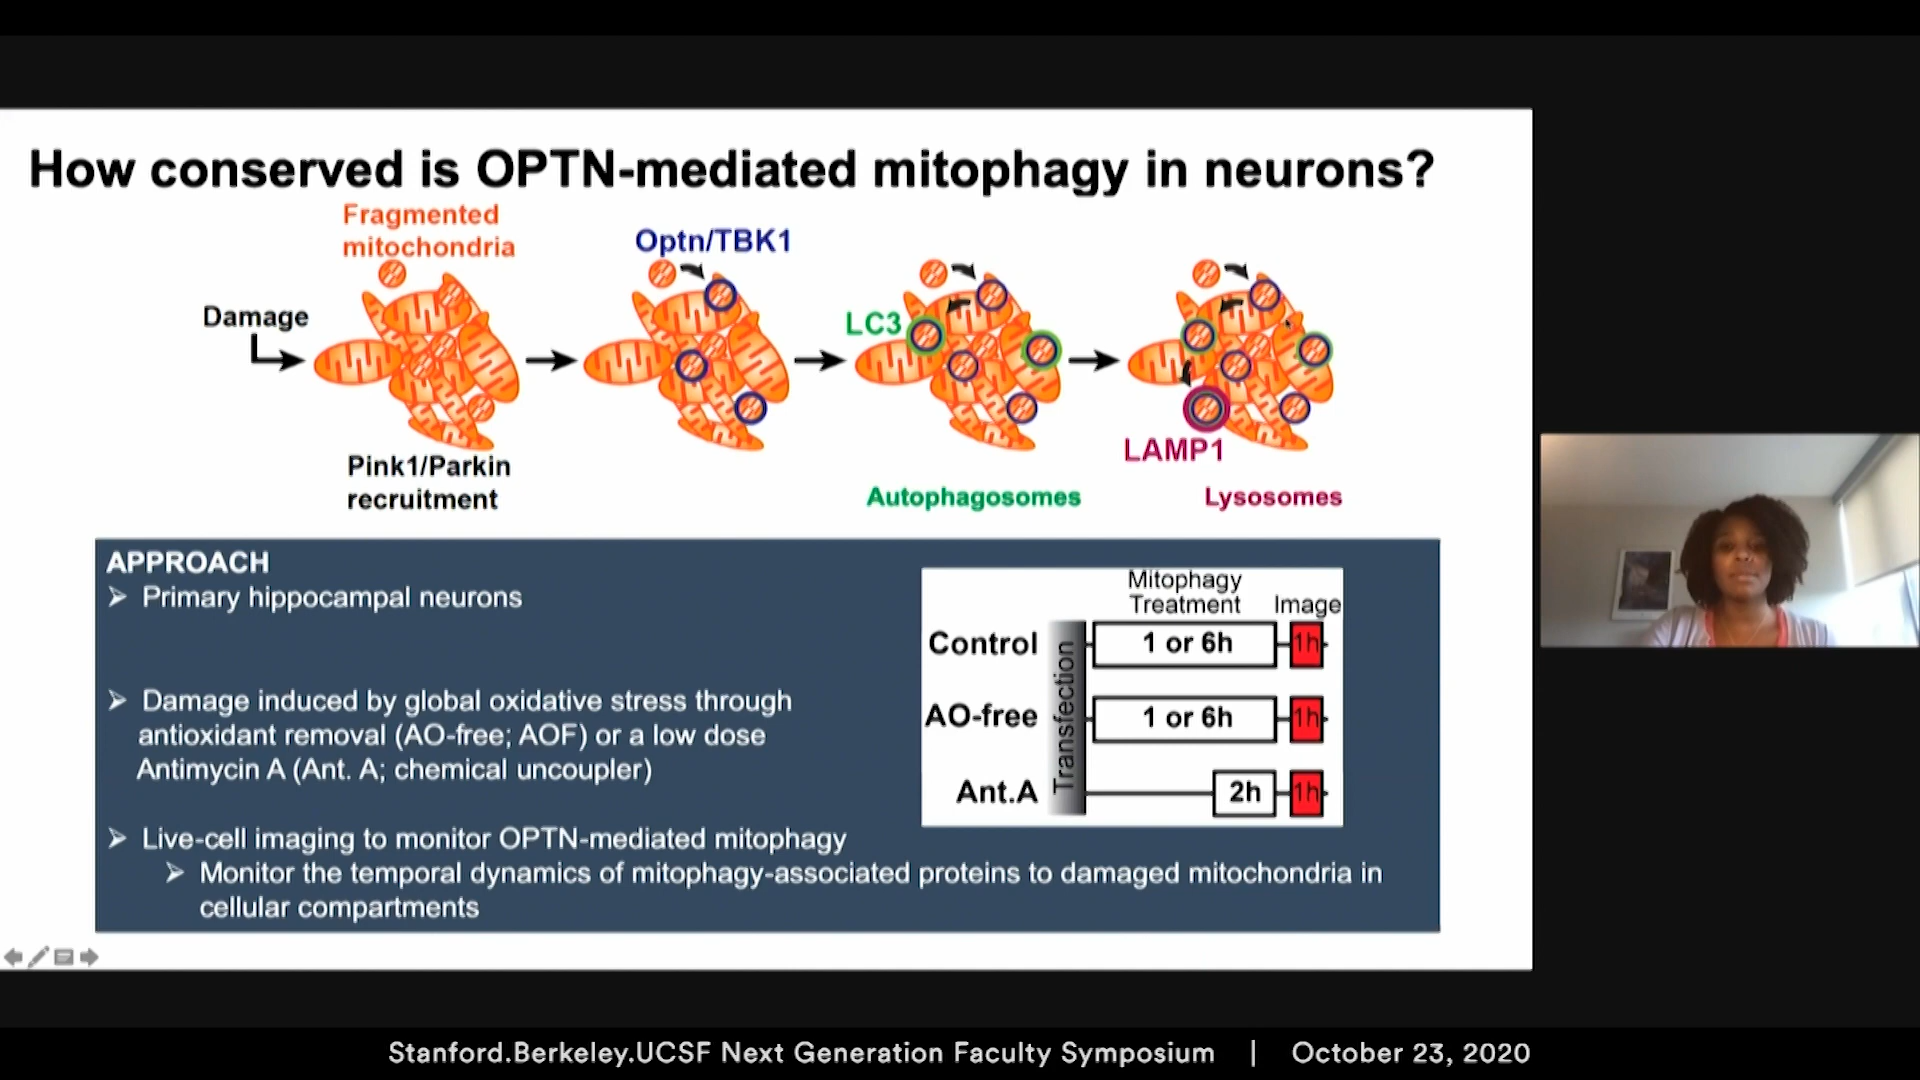 How conserved is OPTN-mediated mitophagy in neurons?
Fragmented
mitochondria
Optn/TBK1
Damage
LC3
Pink1/Parkin
recruitment
LAMP1
Autophagosomes
Lysosomes
APPROACH
➢ Primary hippocampal neurons
➢ Damage induced by global oxidative stress through
antioxidant removal (AO-free; AOF) or a low dose
Antimycin A (Ant. A; chemical uncoupler)
➢ Live-cell imaging to monitor OPTN-mediated mitophagy
➢ Monitor the temporal dynamics of mitophagy-associated proteins to damaged mitochondria in
cellular compartments
Mitophagy
Treatment
Image
Transfection
Control
1 or 6h
1h
AO-free
1 or 6h
1h
Ant.A
2h
1h
Stanford.Berkeley.UCSF Next Generation Faculty Symposium | October 23, 2020